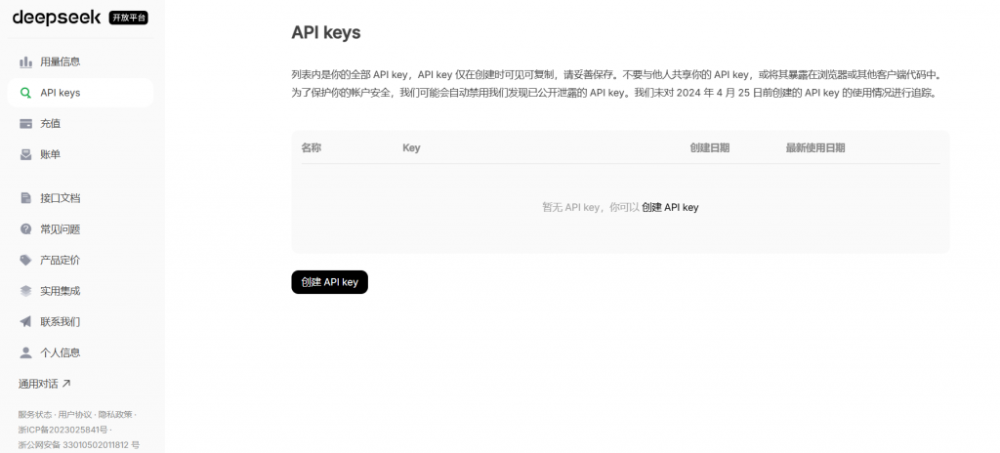 deepseek 开放平台
用量信息
API keys
充值
账单
接口文档
常见问题
产品定价
实用集成
联系我们
个人信息
通用对话
服务状态 · 用户协议 · 隐私政策 ·
浙ICP备2023025841号 ·
浙公网安备 33010502011812 号
API keys
列表内是你的全部 API key，API key 仅在创建时可见可复制，请妥善保存。不要与他人共享你的 API key，或将其暴露在浏览器或其他客户端代码中。
为了保护你的帐户安全，我们可能会自动禁用我们发现已公开泄露的 API key。我们未对 2024 年 4 月 25 日前创建的 API key 的使用情况进行追踪。
名称 Key 创建日期 最新使用日期
暂无 API key，你可以 创建 API key
创建 API key